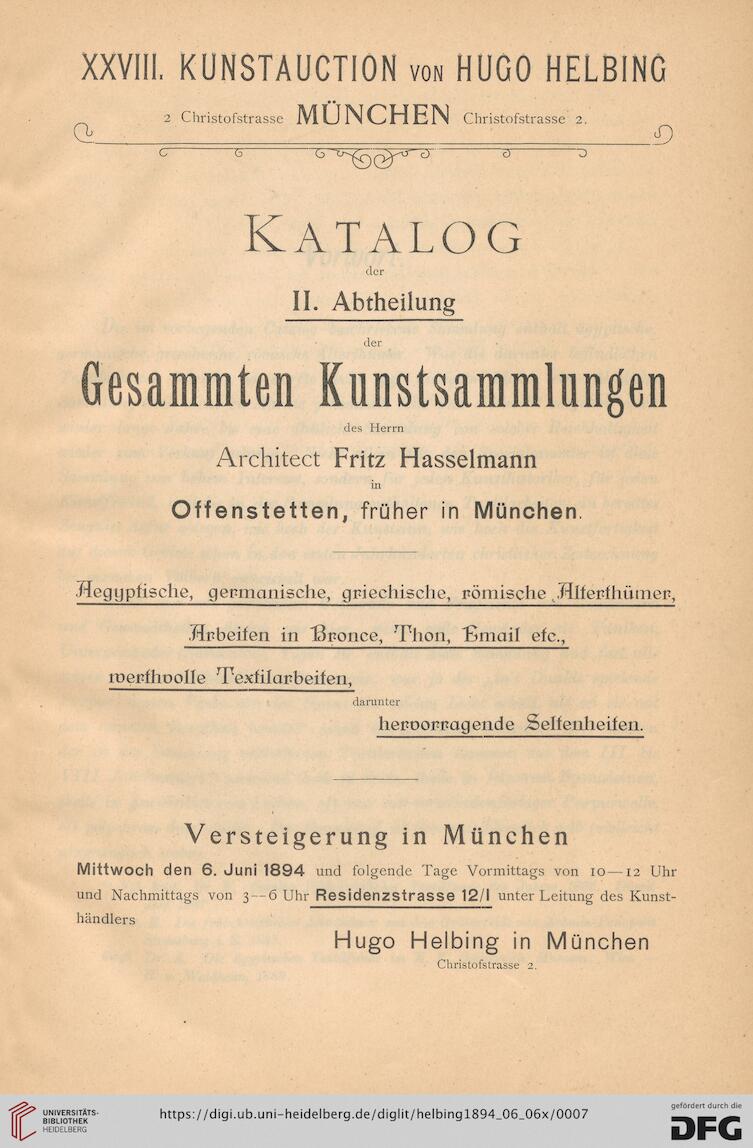 XXVIII. KUNSTAUCTION VON HUGO HELBING
2 Christofstrasse MÜNCHEN Christofstrasse 2.
KATALOG
der
II. Abtheilung
der
Gesammten Kunstsammlungen
des Herrn
Architect Fritz Hasselmann
in
Offenstetten, früher in München.
Aegyptische, germanische, griechische, römische Alterthümer,
Arbeiten in Bronce, Thon, Email etc.,
werthvolle Textilarbeiten,
darunter
hervorragende Seltenheiten.
Versteigerung in München
Mittwoch den 6. Juni 1894 und folgende Tage Vormittags von 10—12 Uhr
und Nachmittags von 3—6 Uhr Residenzstrasse 12/I unter Leitung des Kunst-
händlers
Hugo Helbing in München
Christofstrasse 2.
UNIVERSITÄTS-
BIBLIOTHEK
HEIDELBERG
https://digi.ub.uni-heidelberg.de/diglit/helbing1894_06_06x/0007
gefördert durch die
DFG